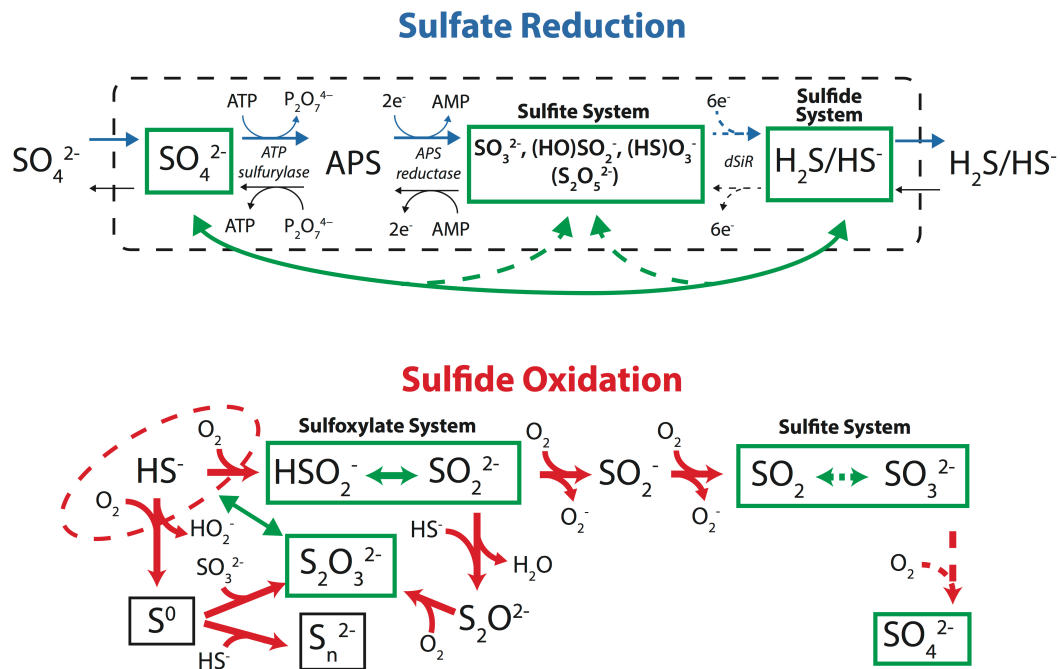 Sulfate Reduction
ATP P₂O₇⁴⁻ 2e⁻ AMP Sulfite System 6e⁻ Sulfide System
SO₄²⁻ SO₄²⁻ ATP sulfurylase APS APS reductase SO₃²⁻, (HO)SO₂⁻, (HS)O₃⁻ dSiR H₂S/HS⁻ H₂S/HS⁻
(S₂O₅²⁻)
ATP P₂O₇⁴⁻ 2e⁻ AMP 6e⁻
Sulfide Oxidation
Sulfoxylate System Sulfite System
O₂ O₂ O₂
HS⁻ HSO₂⁻ SO₂²⁻ SO₂⁻ SO₂ SO₃²⁻
O₂ HO₂⁻ HS⁻ O₂⁻ O₂⁻
SO₃²⁻ S₂O₃²⁻ H₂O O₂
S⁰ S₂O²⁻
HS⁻ Sₙ²⁻ O₂ SO₄²⁻